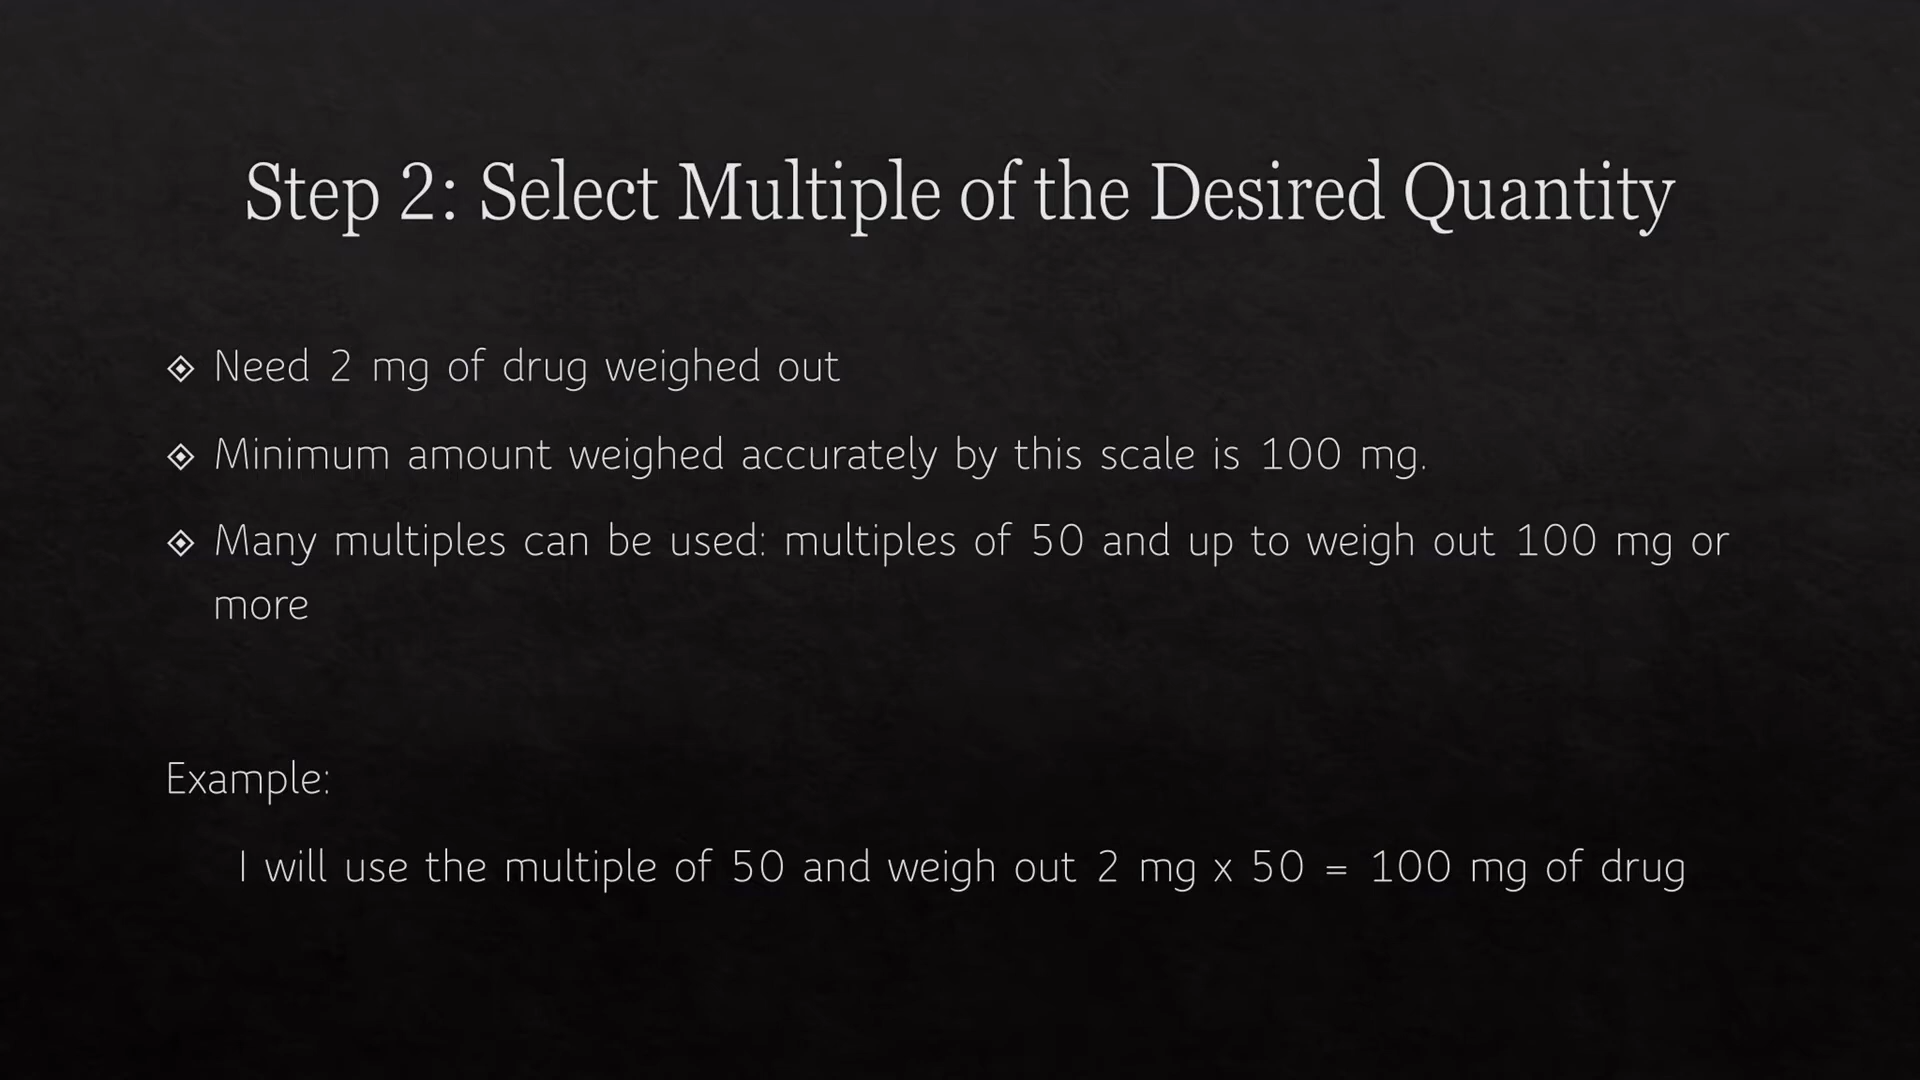 Step 2: Select Multiple of the Desired Quantity
Need 2 mg of drug weighed out
Minimum amount weighed accurately by this scale is 100 mg.
Many multiples can be used: multiples of 50 and up to weigh out 100 mg or
more
Example:
I will use the multiple of 50 and weigh out 2 mg x 50 = 100 mg of drug